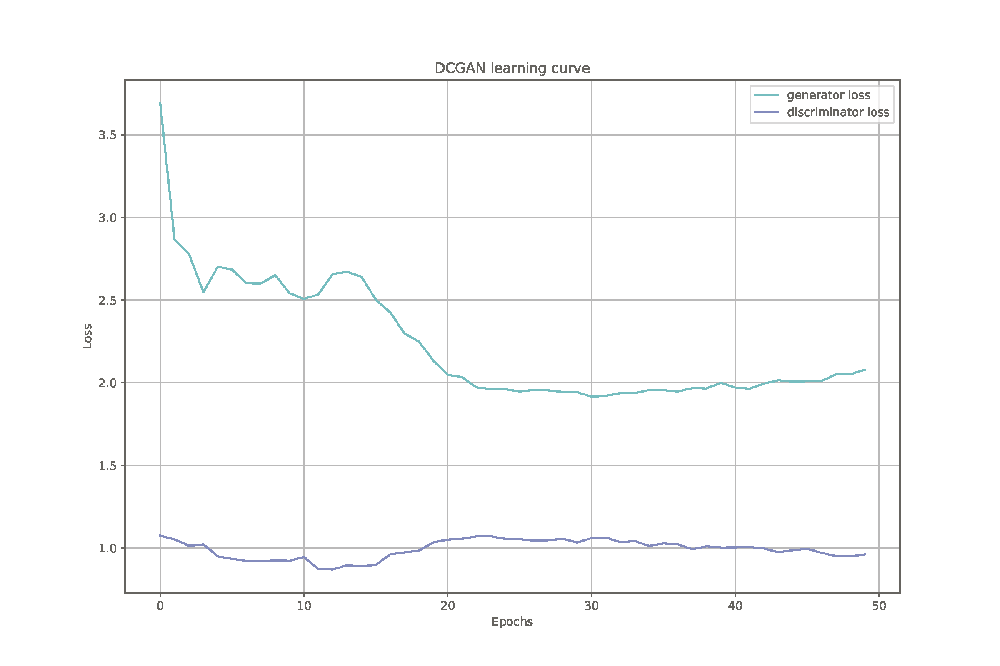 DCGAN learning curve
generator loss
discriminator loss
3.5
3.0
2.5
2.0
1.5
1.0
Loss
0 10 20 30 40 50
Epochs